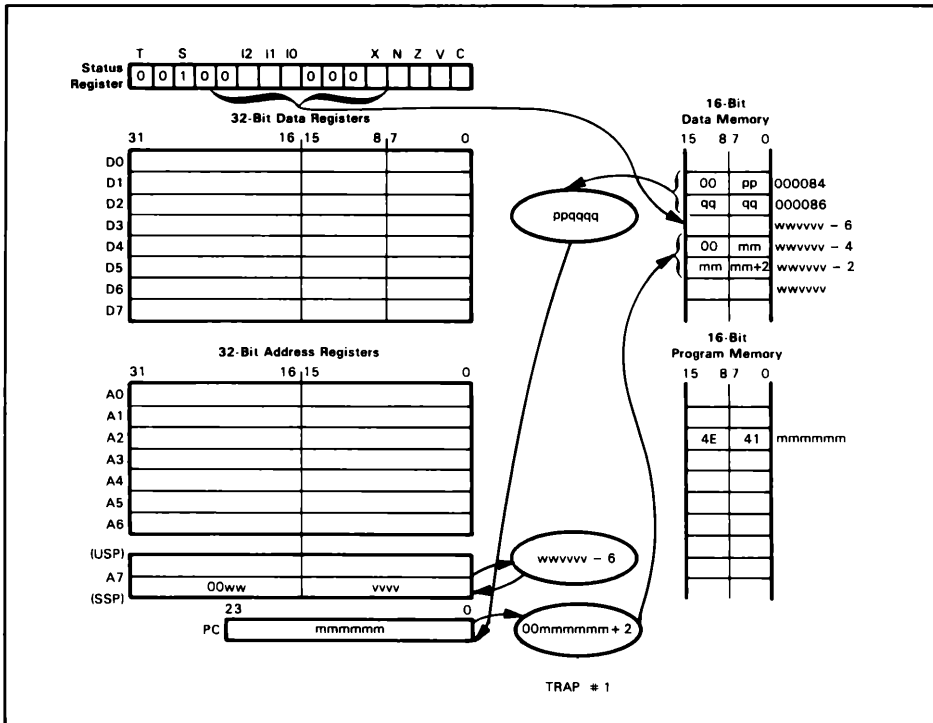 T S I2 I1 I0 X N Z V C
Status Register 0 0 1 0 0 0 0 0
32-Bit Data Registers
31 16 15 8 7 0
D0
D1
D2
D3
D4
D5
D6
D7
16-Bit
Data Memory
15 8 7 0
00 pp 000084
qq qq 000086
wwvvvv - 6
00 mm wwvvvv - 4
mm mm+2 wwvvvv - 2
wwvvvv
ppqqqq
32-Bit Address Registers
31 16 15 0
A0
A1
A2
A3
A4
A5
A6
(USP)
A7
(SSP)
00ww vvvv
23 0
PC mmmmmm
wwvvvv - 6
00mmmmmm + 2
16-Bit
Program Memory
15 8 7 0
4E 41 mmmmmm
TRAP # 1